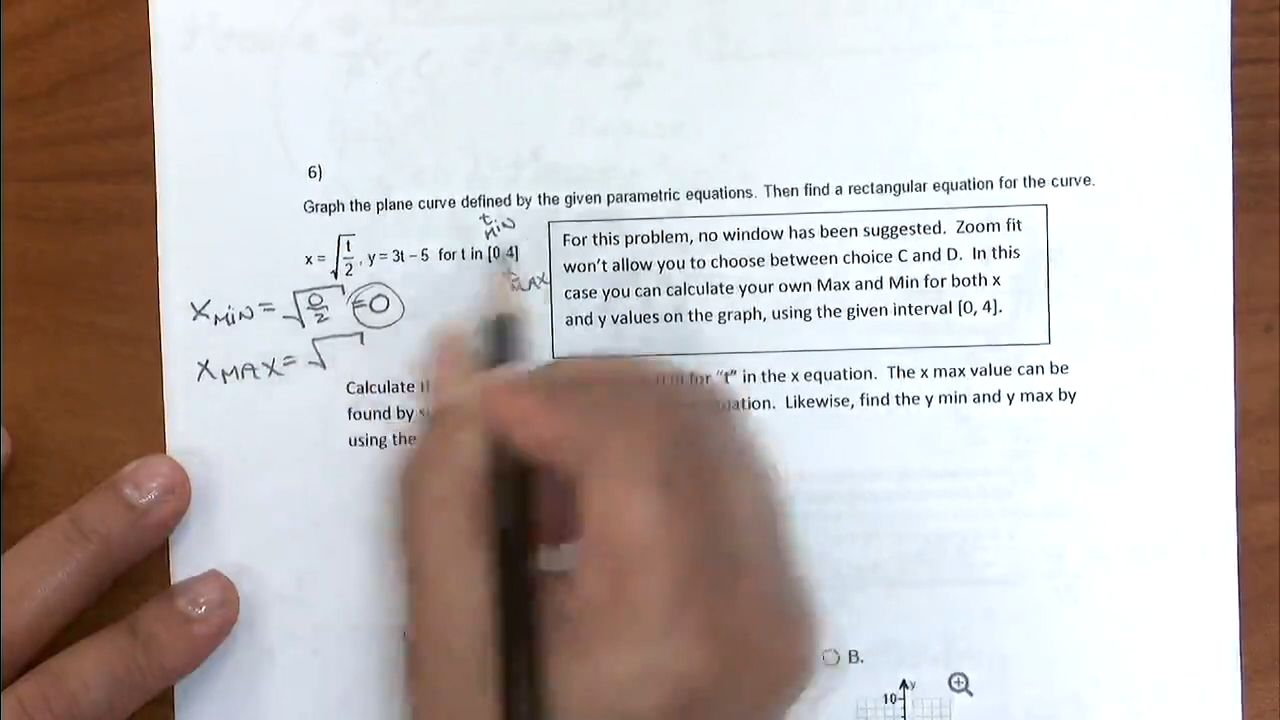 6)
Graph the plane curve defined by the given parametric equations. Then find a rectangular equation for the curve.
t MIN
x = √(t/2), y = 3t − 5 for t in [0 4]
t MAX
For this problem, no window has been suggested. Zoom fit
won't allow you to choose between choice C and D. In this
case you can calculate your own Max and Min for both x
and y values on the graph, using the given interval [0, 4].
X MIN = √(0/2) = 0
X MAX = √
Calculate for "t" in the x equation. The x max value can be
found by Likewise, find the y min and y max by
using the
B.
y
10